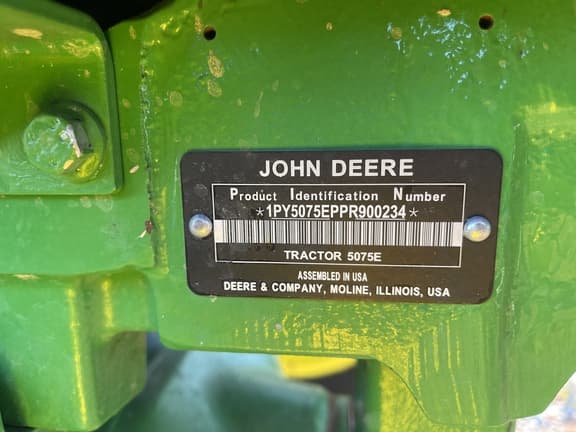 JOHN DEERE
Product Identification Number
*1PY5075EPPR900234*
TRACTOR 5075E
ASSEMBLED IN USA
DEERE & COMPANY, MOLINE, ILLINOIS, USA